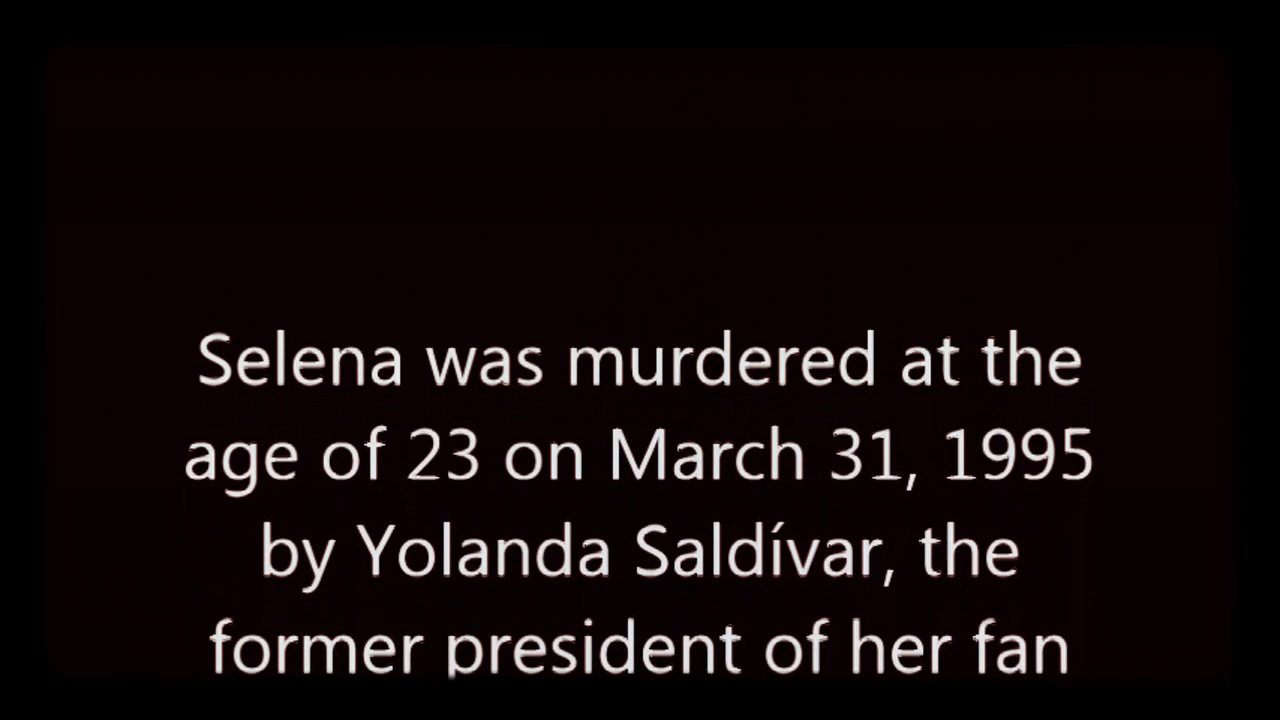 Selena was murdered at the
age of 23 on March 31, 1995
by Yolanda Saldívar, the
former president of her fan